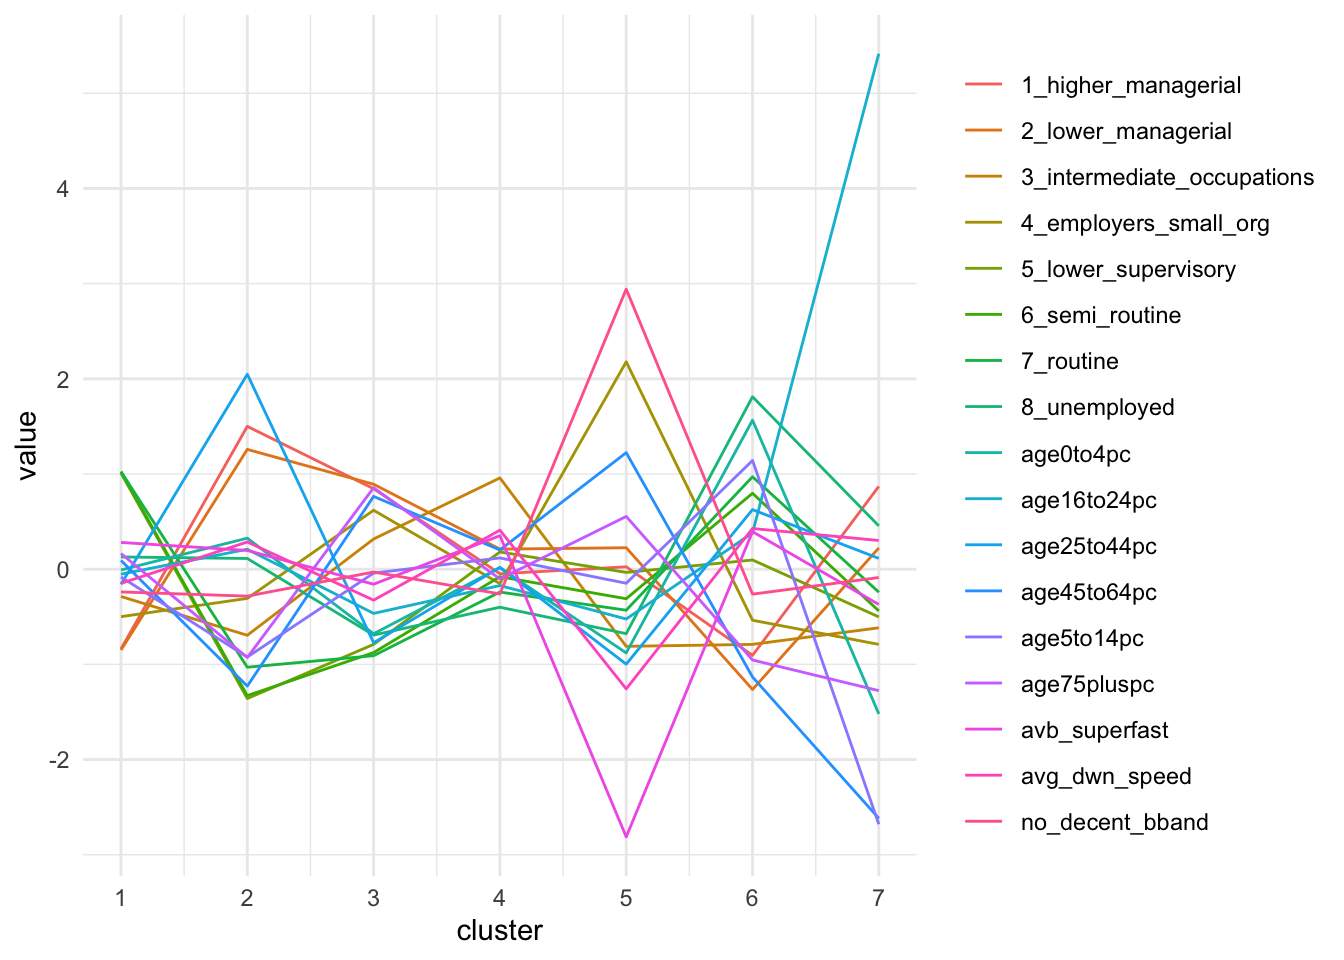 4
2
0
-2
value
1 2 3 4 5 6 7
cluster
1_higher_managerial
2_lower_managerial
3_intermediate_occupations
4_employers_small_org
5_lower_supervisory
6_semi_routine
7_routine
8_unemployed
age0to4pc
age16to24pc
age25to44pc
age45to64pc
age5to14pc
age75pluspc
avb_superfast
avg_dwn_speed
no_decent_bband